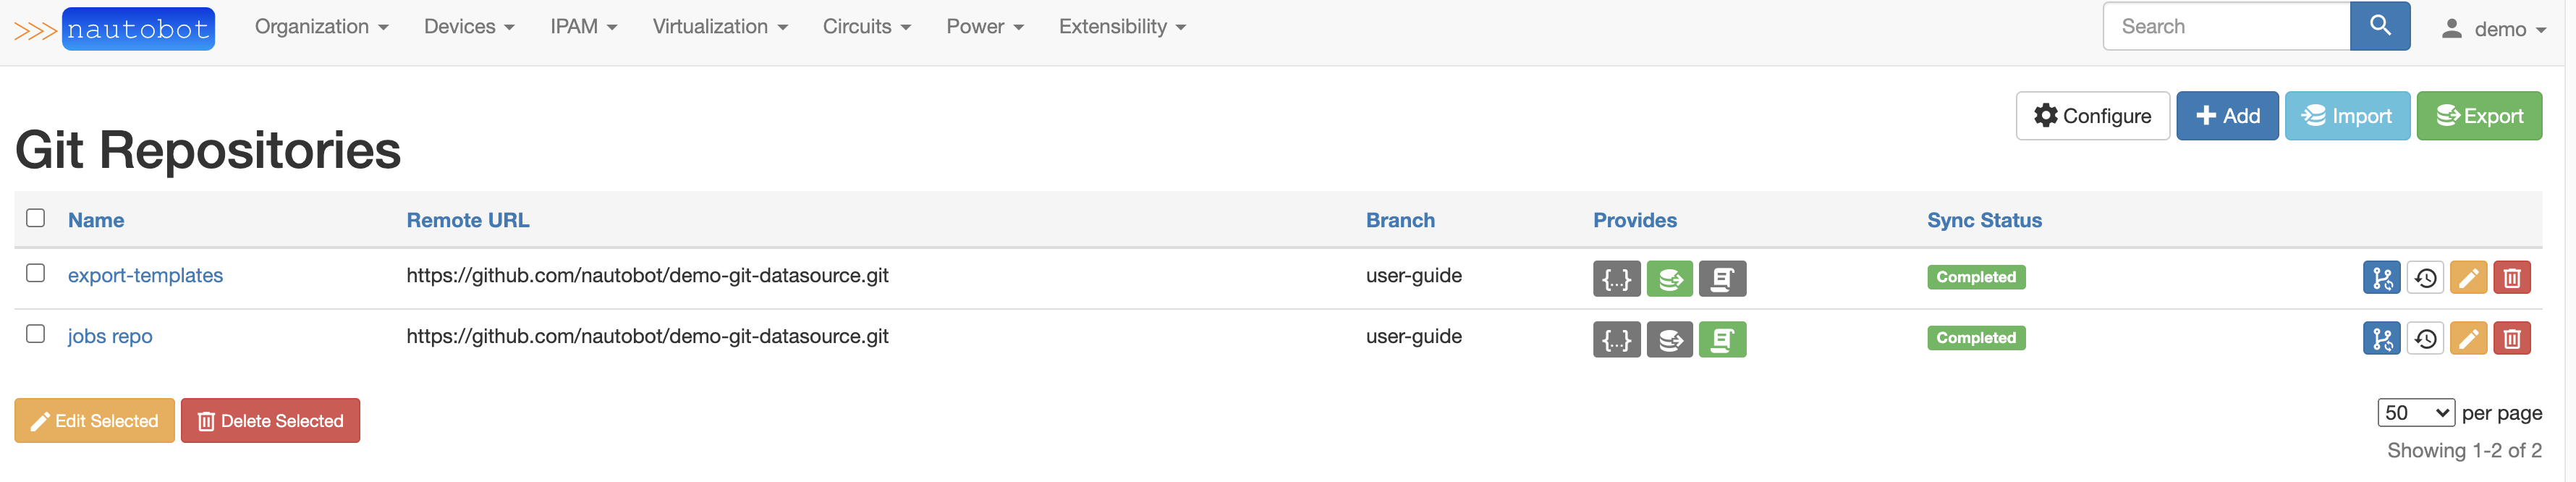 >>> nautobot Organization Devices IPAM Virtualization Circuits Power Extensibility Search demo
Configure Add Import Export
Git Repositories
Name Remote URL Branch Provides Sync Status
export-templates https://github.com/nautobot/demo-git-datasource.git user-guide {...} Completed
jobs repo https://github.com/nautobot/demo-git-datasource.git user-guide {...} Completed
Edit Selected Delete Selected 50 per page
Showing 1-2 of 2